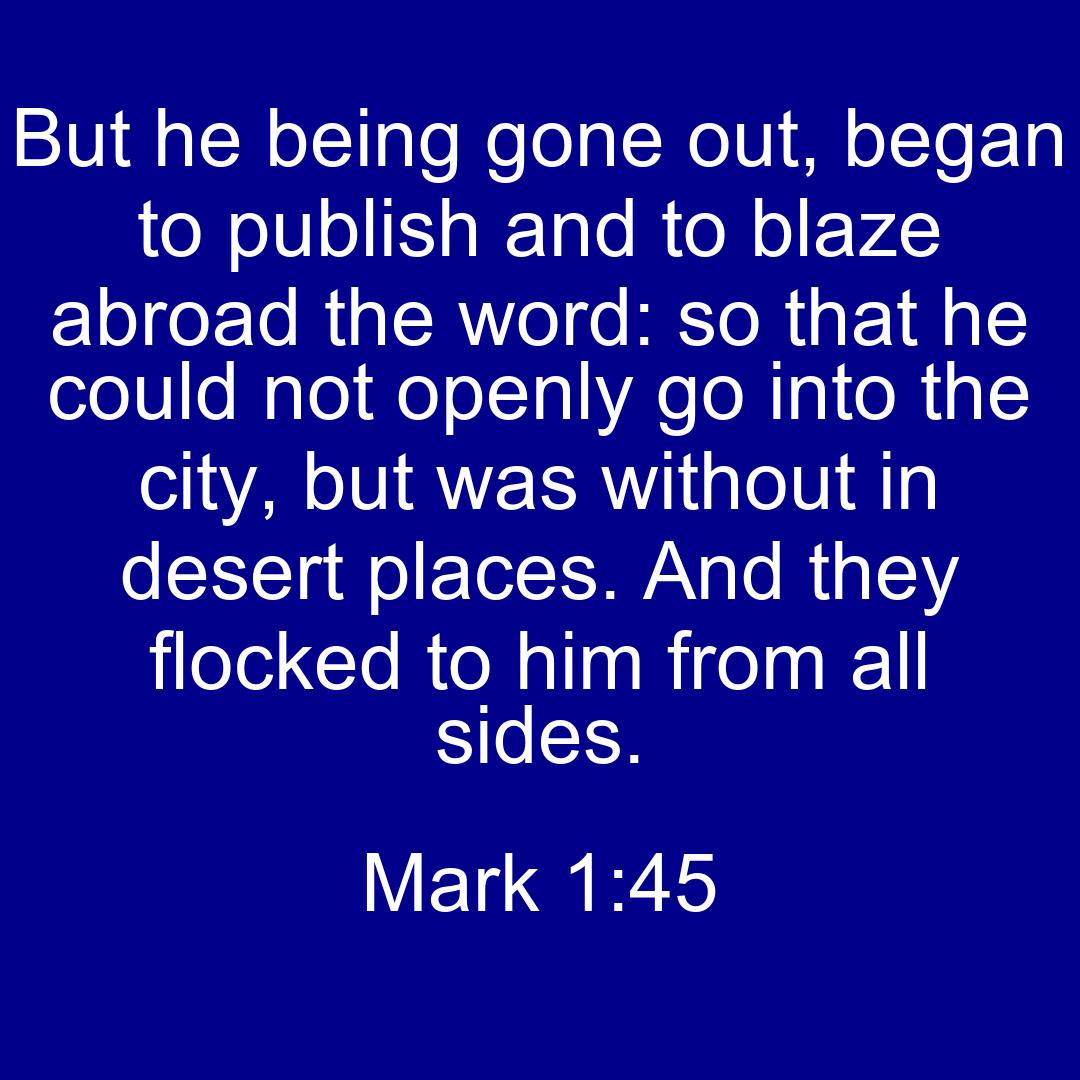 But he being gone out, began
to publish and to blaze
abroad the word: so that he
could not openly go into the
city, but was without in
desert places. And they
flocked to him from all
sides.
Mark 1:45